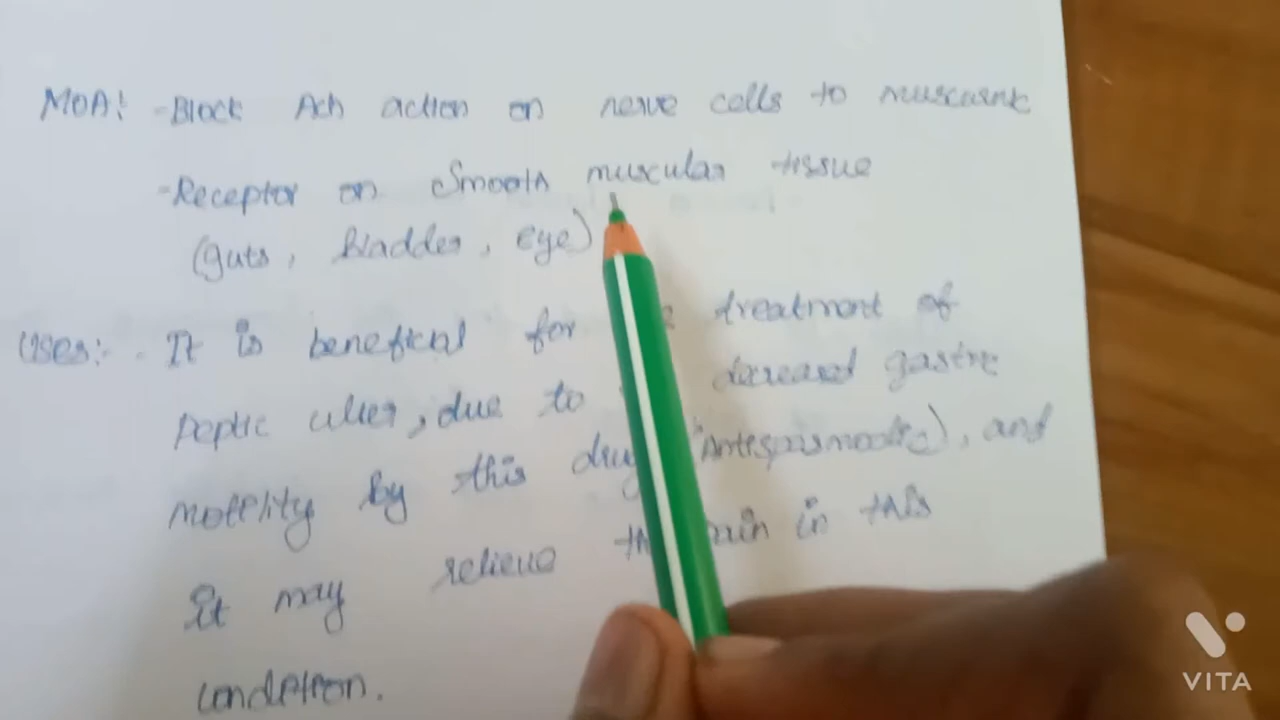 MOA:- Block Ach action on nerve cells to muscarinic
-Receptor on Smooth muscular tissue
(guts, bladder, eye)
Uses:- It is beneficial for treatment of
peptic ulcer, due to decreased gastric
motility by this drug (Antispasmodic), and
it may relieve the pain in this
condition.
VITA